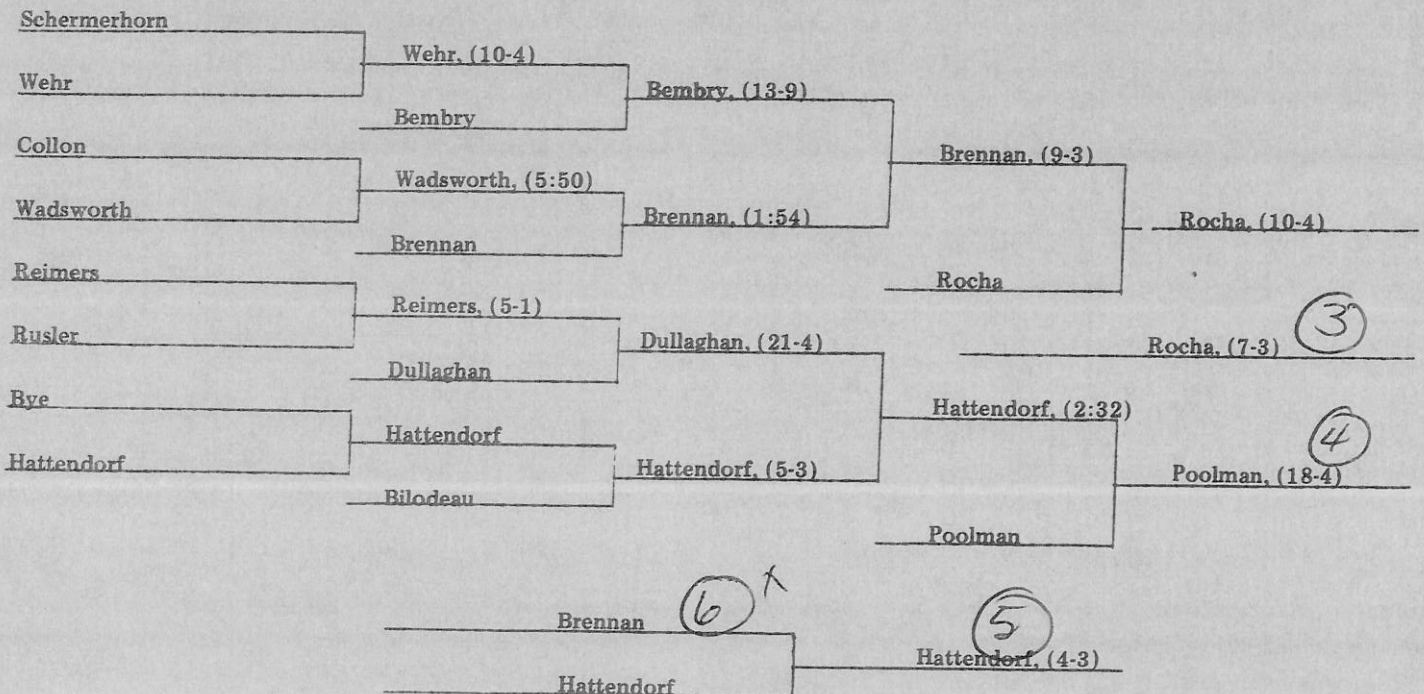 Schermerhorn
Wehr, (10-4)
Wehr
Bembry, (13-9)
Bembry
Collon
Brennan, (9-3)
Wadsworth, (5:50)
Wadsworth
Brennan, (1:54)
Rocha, (10-4)
Brennan
Reimers
Rocha
Reimers, (5-1)
3
Rusler
Dullaghan, (21-4)
Rocha, (7-3)
Dullaghan
Bye
Hattendorf, (2:32)
Hattendorf
4
Hattendorf
Hattendorf, (5-3)
Poolman, (18-4)
Bilodeau
Poolman
Brennan
6 x
5
Hattendorf, (4-3)
Hattendorf